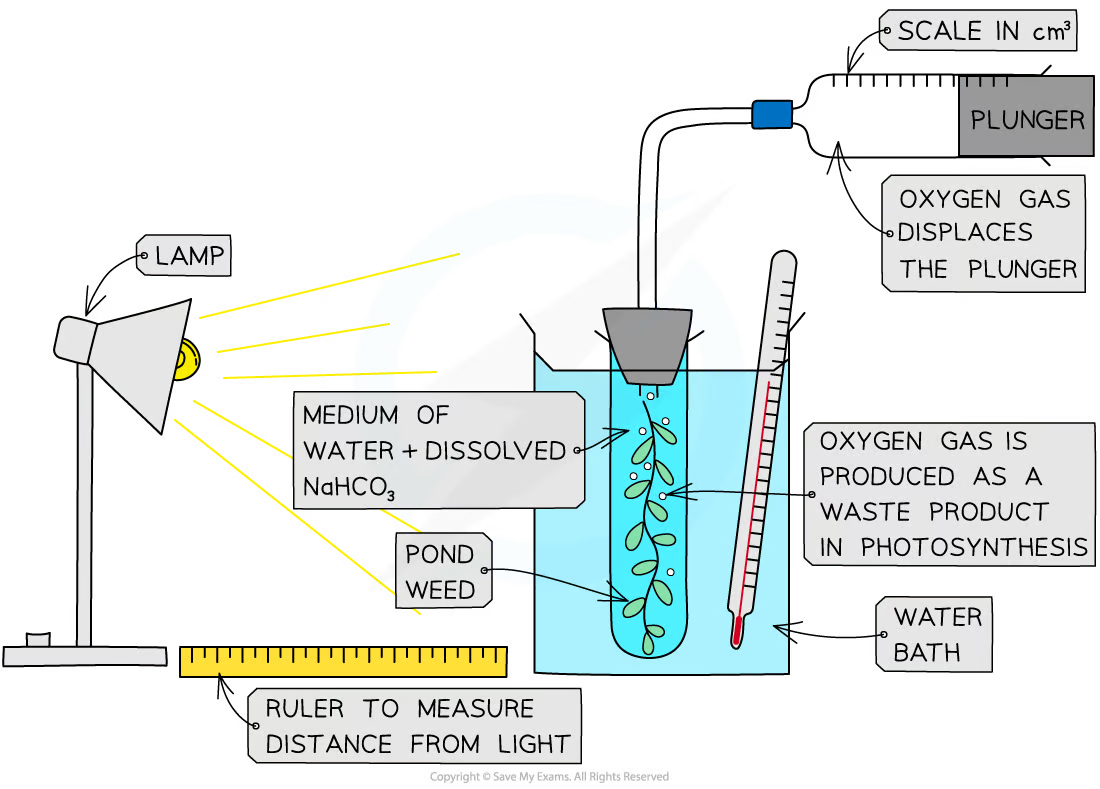 SCALE IN cm³
PLUNGER
OXYGEN GAS
DISPLACES
THE PLUNGER
LAMP
MEDIUM OF
WATER + DISSOLVED
NaHCO₃
OXYGEN GAS IS
PRODUCED AS A
WASTE PRODUCT
IN PHOTOSYNTHESIS
POND
WEED
WATER
BATH
RULER TO MEASURE
DISTANCE FROM LIGHT
Copyright © Save My Exams. All Rights Reserved